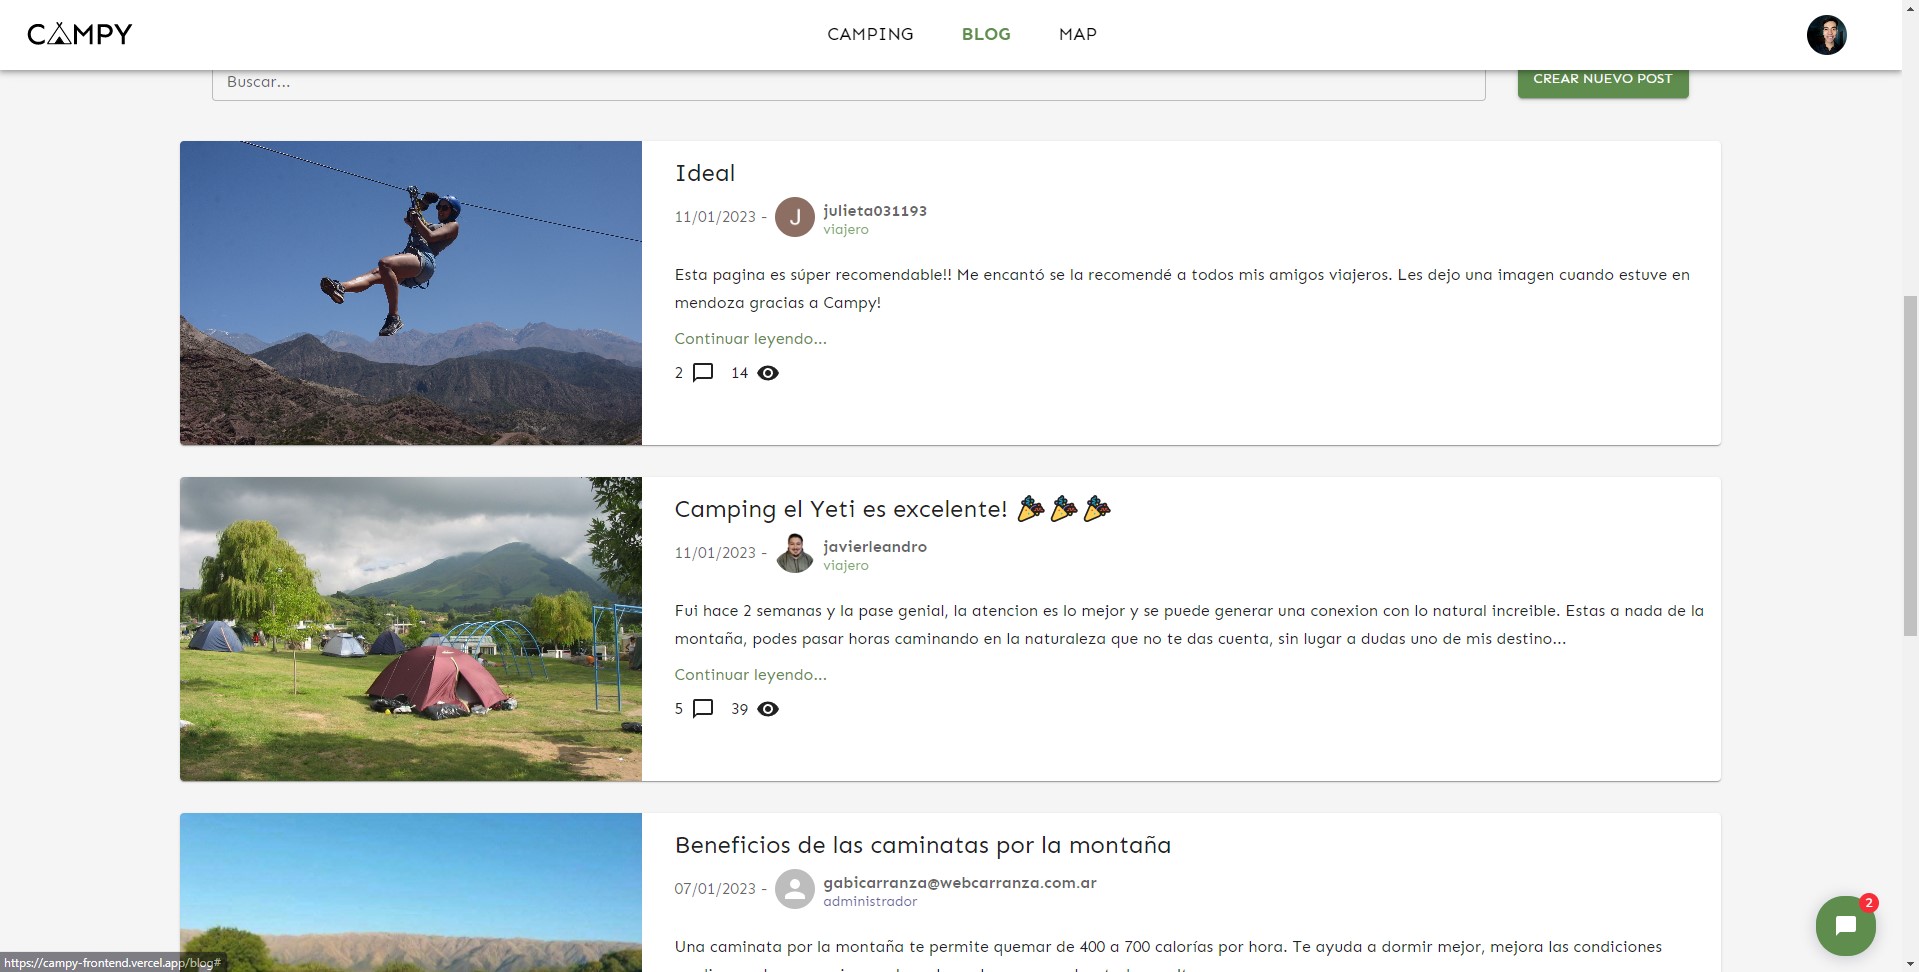 CAMPY
CAMPING
BLOG
MAP
Buscar...
CREAR NUEVO POST
Ideal
11/01/2023 -
J
julieta031193
viajero
Esta pagina es súper recomendable!! Me encantó se la recomendé a todos mis amigos viajeros. Les dejo una imagen cuando estuve en
mendoza gracias a Campy!
Continuar leyendo...
2 14
Camping el Yeti es excelente! 🎉🎉🎉
11/01/2023 -
javierleandro
viajero
Fui hace 2 semanas y la pase genial, la atencion es lo mejor y se puede generar una conexion con lo natural increible. Estas a nada de la
montaña, podes pasar horas caminando en la naturaleza que no te das cuenta, sin lugar a dudas uno de mis destino...
Continuar leyendo...
5 39
Beneficios de las caminatas por la montaña
07/01/2023 -
gabicarranza@webcarranza.com.ar
administrador
Una caminata por la montaña te permite quemar de 400 a 700 calorías por hora. Te ayuda a dormir mejor, mejora las condiciones
2
https://campy-frontend.vercel.app/blog#